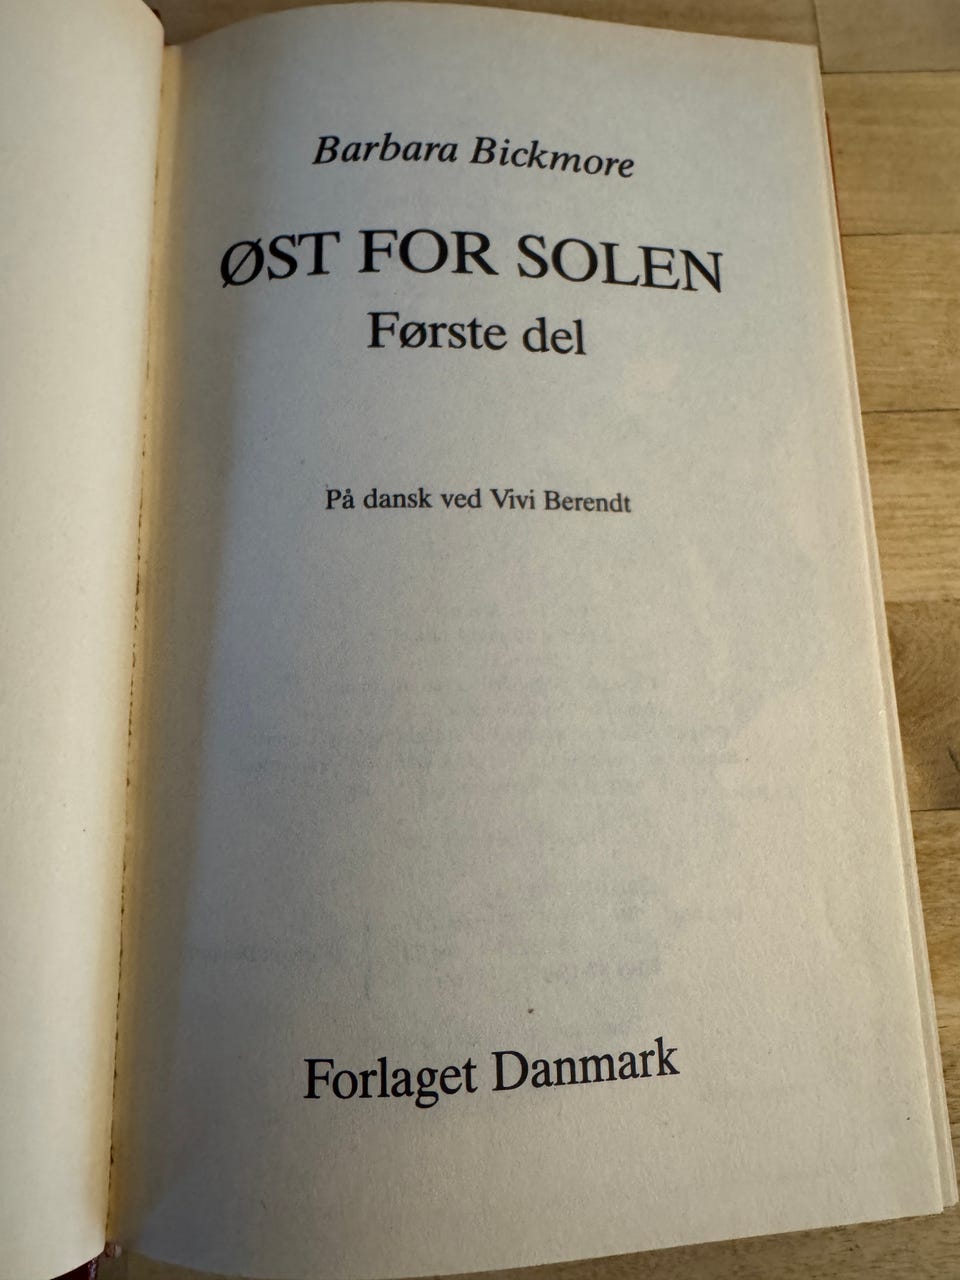 Barbara Bickmore
ØST FOR SOLEN
Første del
På dansk ved Vivi Berendt
Forlaget Danmark